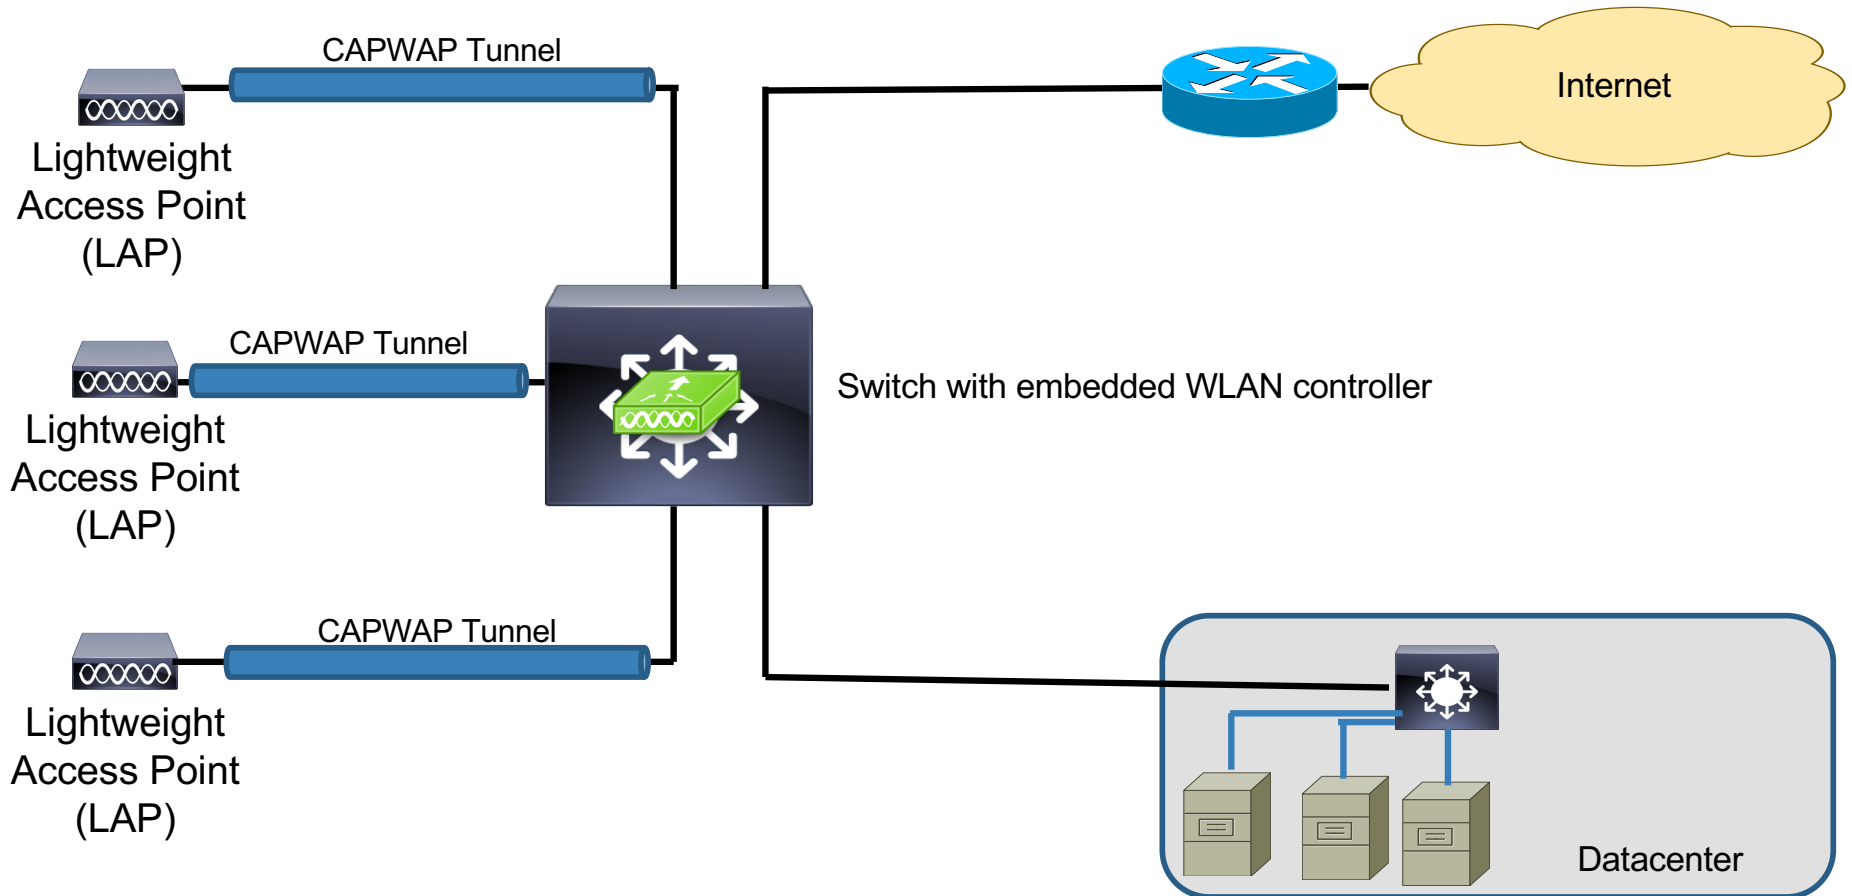 CAPWAP Tunnel
Internet
Lightweight
Access Point
(LAP)
CAPWAP Tunnel
Switch with embedded WLAN controller
Lightweight
Access Point
(LAP)
CAPWAP Tunnel
Lightweight
Access Point
(LAP)
Datacenter